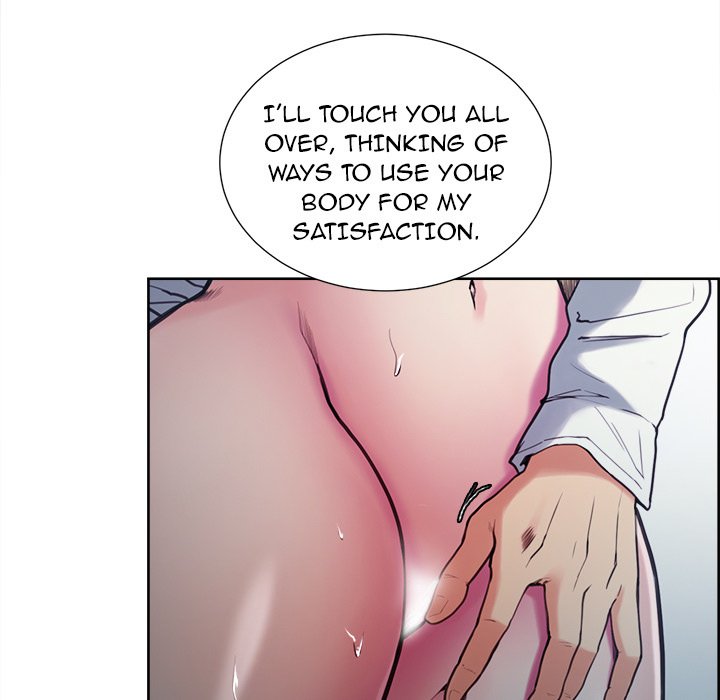 I'LL TOUCH YOU ALL
OVER, THINKING OF
WAYS TO USE YOUR
BODY FOR MY
SATISFACTION.